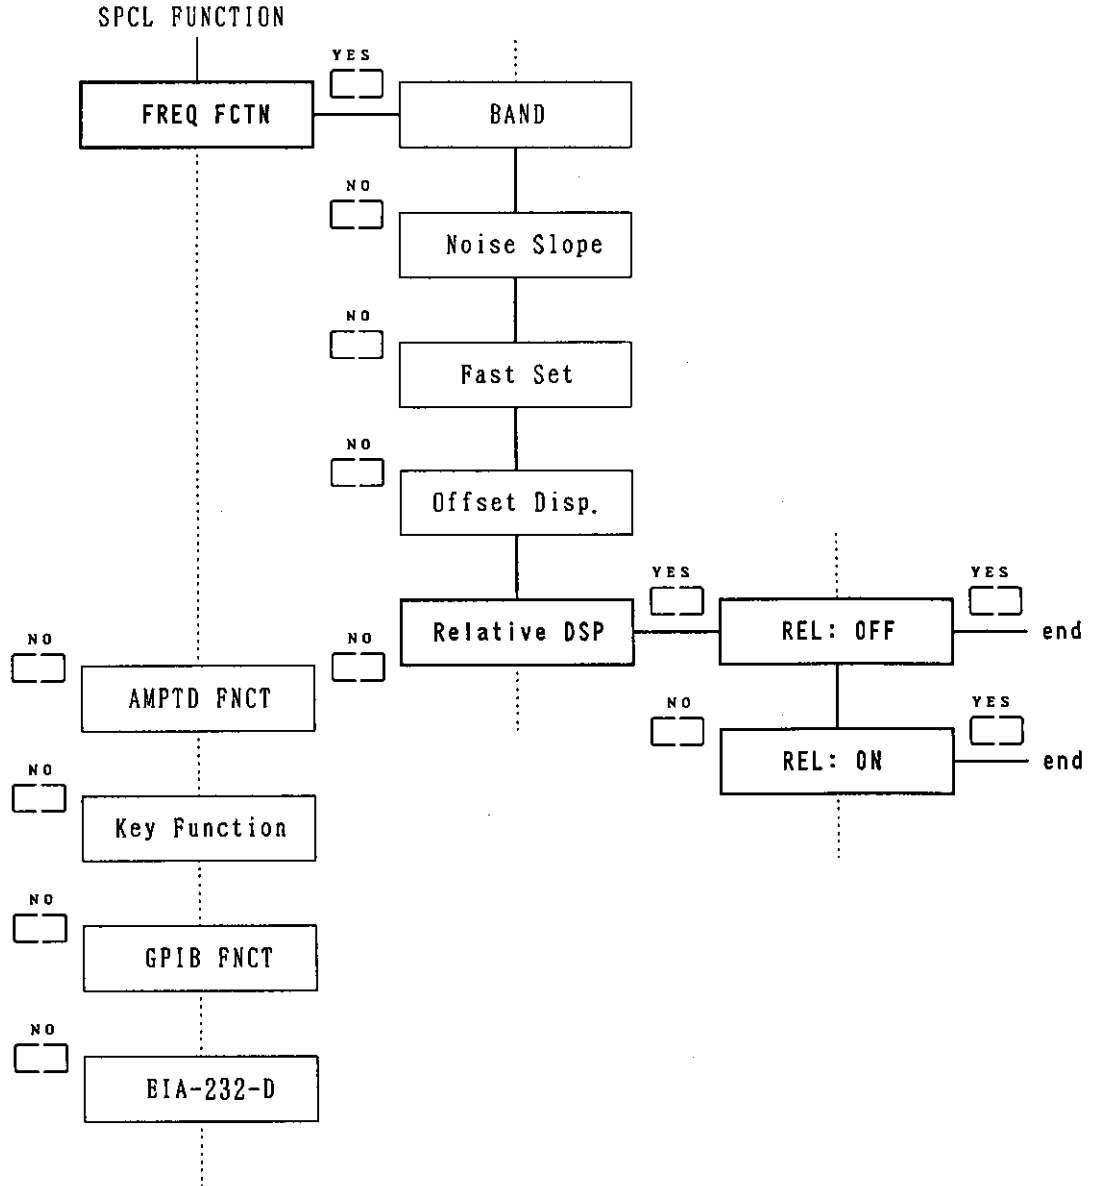 SPCL FUNCTION
YES
FREQ FCTN
BAND
NO
Noise Slope
NO
Fast Set
NO
Offset Disp.
YES
YES
Relative DSP
REL: OFF
end
NO
NO
AMPTD FNCT
NO
YES
REL: ON
end
NO
Key Function
NO
GPIB FNCT
NO
EIA-232-D